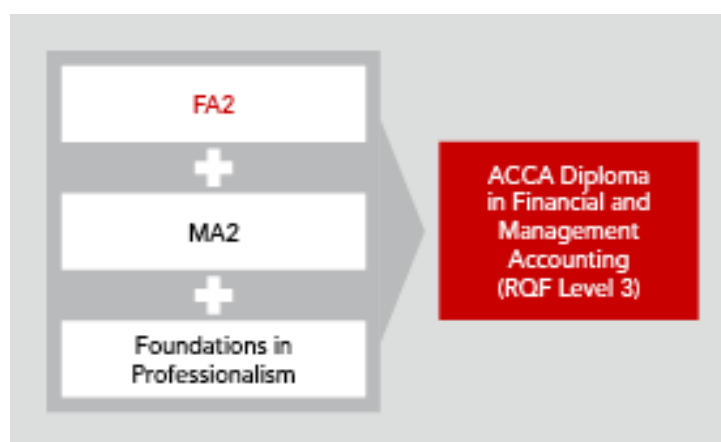 FA2
MA2
Foundations in
Professionalism
ACCA Diploma
in Financial and
Management
Accounting
(RQF Level 3)